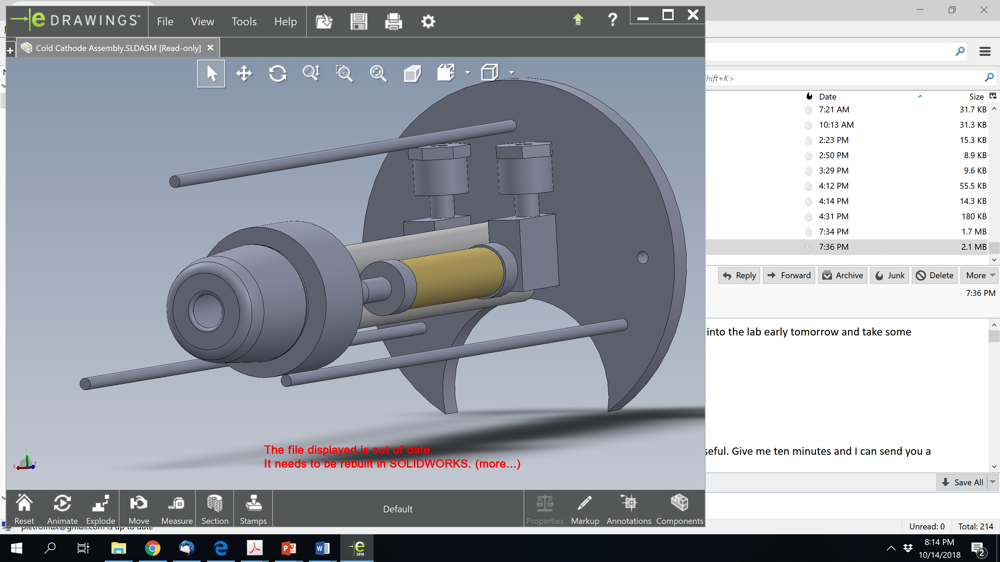 e DRAWINGS®
File View Tools Help
Cold Cathode Assembly.SLDASM [Read-only]
hift+K>
Date Size
7:21 AM 31.7 KB
10:13 AM 31.3 KB
2:23 PM 15.3 KB
2:50 PM 8.9 KB
3:29 PM 9.6 KB
4:12 PM 55.5 KB
4:14 PM 14.3 KB
4:31 PM 180 KB
7:34 PM 1.7 MB
7:36 PM 2.1 MB
Reply Forward Archive Junk Delete More
7:36 PM
into the lab early tomorrow and take some
seful. Give me ten minutes and I can send you a
The file displayed is out of date.
It needs to be rebuilt in SOLIDWORKS. (more...)
Y
X Z
Save All
Reset Animate Explode Move Measure Section Stamps Default Properties Markup Annotations Components
pietromux@gmail.com is up to date
Unread: 0 Total: 214
8:14 PM
10/14/2018
2
P W e 2018